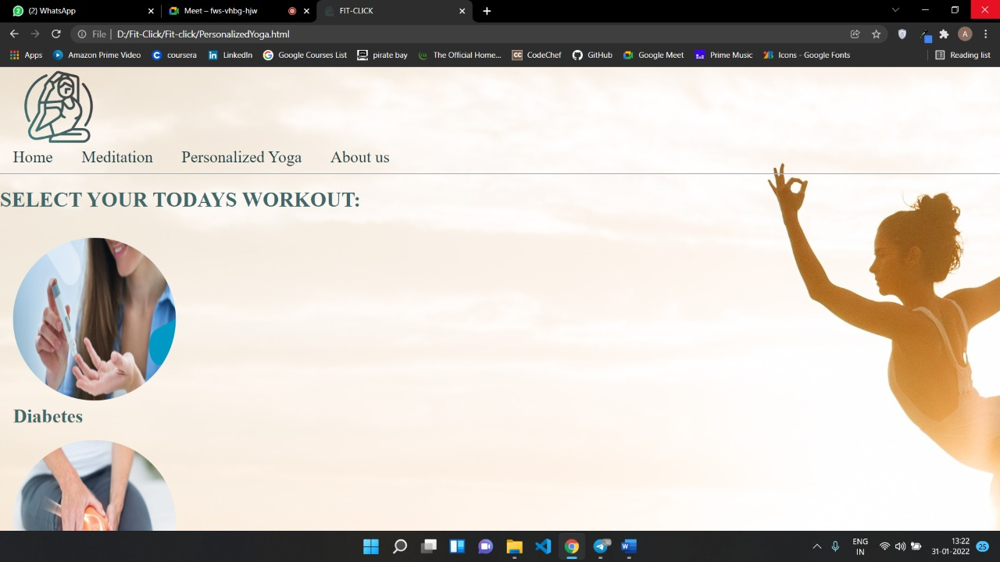 (2) WhatsApp
Meet – fws-vhbg-hjw
FIT-CLICK
File
D:/Fit-Click/Fit-click/PersonalizedYoga.html
A
Apps
Amazon Prime Video
coursera
LinkedIn
Google Courses List
pirate bay
The Official Home...
CodeChef
GitHub
Google Meet
Prime Music
Icons - Google Fonts
Reading list
Home Meditation Personalized Yoga About us
SELECT YOUR TODAYS WORKOUT:
Diabetes
ENG
IN
13:22
31-01-2022
25